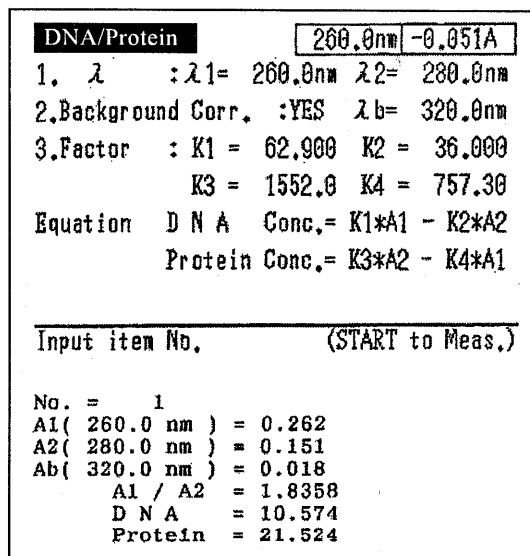 DNA/Protein 260.0nm -0.051A
1. λ :λ1= 260.0nm λ2= 280.0nm
2.Background Corr. :YES λb= 320.0nm
3.Factor : K1 = 62.900 K2 = 36.000
K3 = 1552.0 K4 = 757.30
Equation D N A Conc.= K1*A1 - K2*A2
Protein Conc.= K3*A2 - K4*A1
Input item No. (START to Meas.)
No. = 1
A1( 260.0 nm ) = 0.262
A2( 280.0 nm ) = 0.151
Ab( 320.0 nm ) = 0.018
A1 / A2 = 1.8358
D N A = 10.574
Protein = 21.524